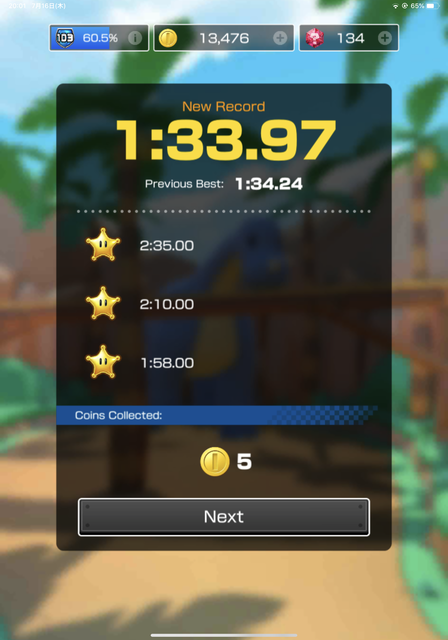 65%
103 60.5% i 13,476 134
New Record
1:33.97
Previous Best: 1:34.24
2:35.00
2:10.00
1:58.00
Coins Collected:
5
Next